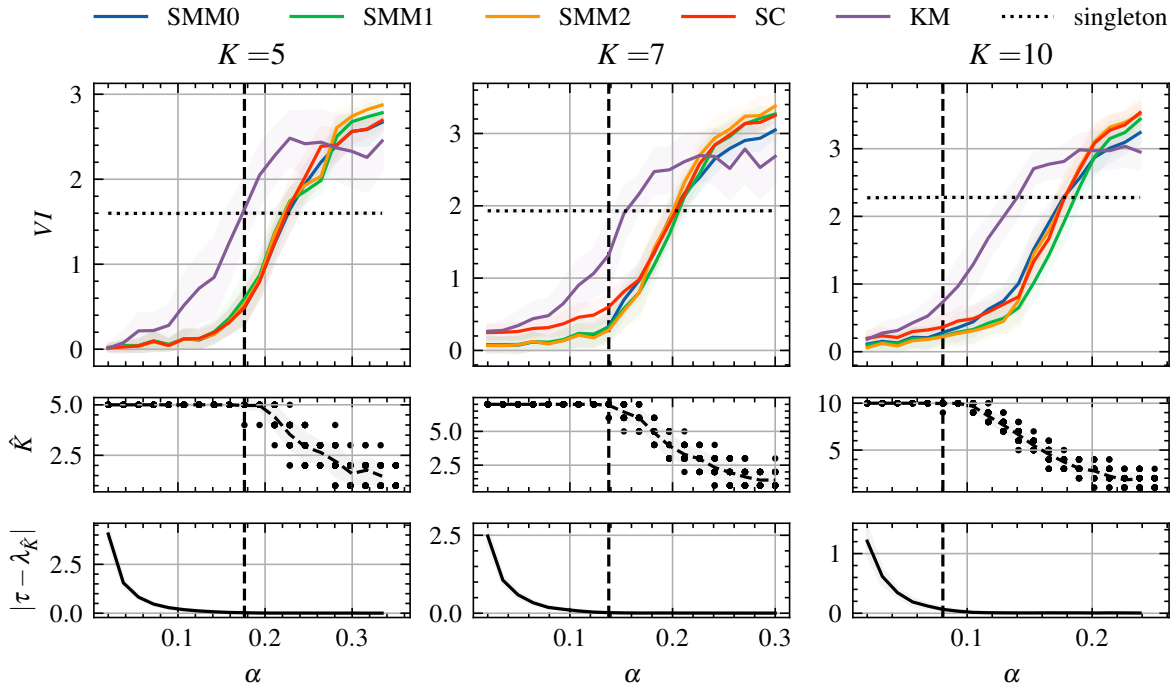 SMM0 SMM1 SMM2 SC KM singleton
K = 5 K = 7 K = 10
VI
3 3 3
2 2 2
1 1 1
0 0 0
K̂
5.0 5.0 10
2.5 2.5 5
|τ − λ_K̂|
2.5 2.5 1
0.0 0.0 0
0.1 0.2 0.3 0.1 0.2 0.3 0.1 0.2
α α α